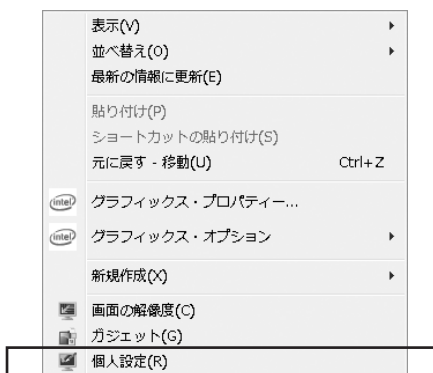 表示(V)
並べ替え(O)
最新の情報に更新(E)
貼り付け(P)
ショートカットの貼り付け(S)
元に戻す - 移動(U) Ctrl+Z
intel グラフィックス・プロパティー...
intel グラフィックス・オプション
新規作成(X)
画面の解像度(C)
ガジェット(G)
個人設定(R)